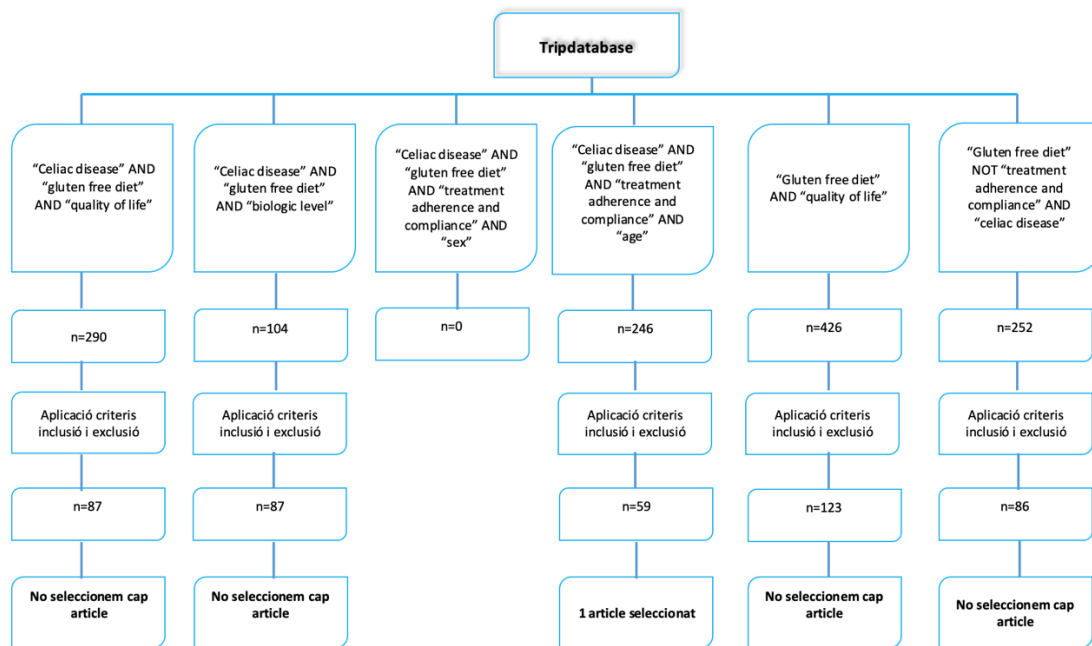 Tripdatabase
“Celiac disease” AND
“gluten free diet”
AND “quality of life”
“Celiac disease” AND
“gluten free diet”
AND “biologic level”
“Celiac disease” AND
“gluten free diet”
AND “treatment
adherence and
compliance” AND
“sex”
“Celiac disease” AND
“gluten free diet”
AND “treatment
adherence and
compliance” AND
“age”
“Gluten free diet”
AND “quality of life”
“Gluten free diet”
NOT “treatment
adherence and
compliance” AND
“celiac disease”
n=290
n=104
n=0
n=246
n=426
n=252
Aplicació criteris
inclusió i exclusió
Aplicació criteris
inclusió i exclusió
Aplicació criteris
inclusió i exclusió
Aplicació criteris
inclusió i exclusió
Aplicació criteris
inclusió i exclusió
n=87
n=87
n=59
n=123
n=86
No seleccionem cap
article
No seleccionem cap
article
1 article seleccionat
No seleccionem cap
article
No seleccionem cap
article